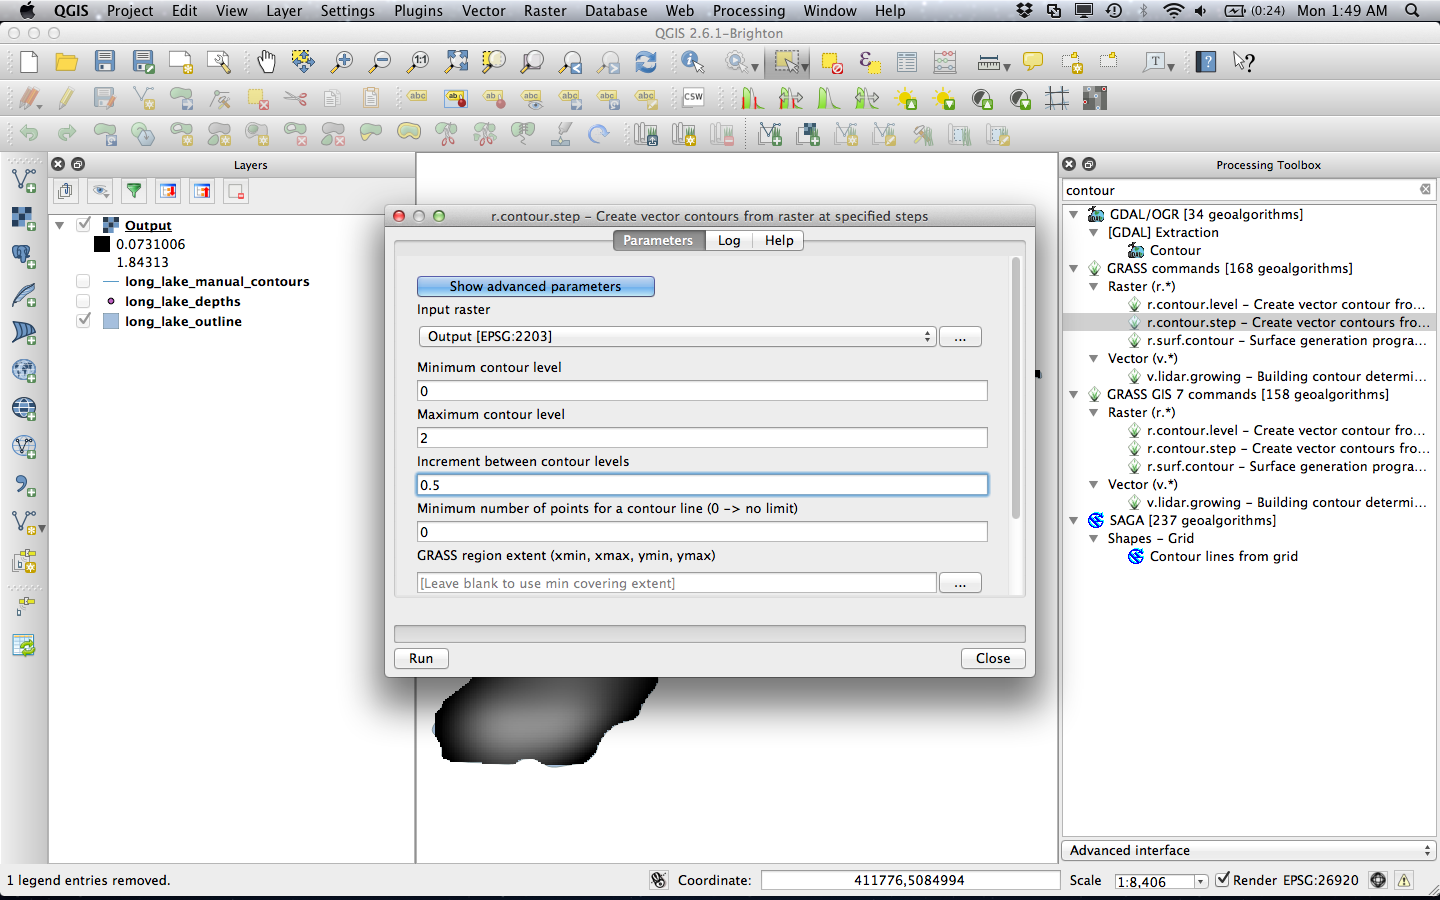 QGIS Project Edit View Layer Settings Plugins Vector Raster Database Web Processing Window Help (0:24) Mon 1:49 AM
QGIS 2.6.1-Brighton
Layers
Output
0.0731006
1.84313
long_lake_manual_contours
long_lake_depths
long_lake_outline
r.contour.step – Create vector contours from raster at specified steps
Parameters Log Help
Show advanced parameters
Input raster
Output [EPSG:2203] ...
Minimum contour level
0
Maximum contour level
2
Increment between contour levels
0.5
Minimum number of points for a contour line (0 -> no limit)
0
GRASS region extent (xmin, xmax, ymin, ymax)
[Leave blank to use min covering extent] ...
Run Close
Processing Toolbox
contour
GDAL/OGR [34 geoalgorithms]
[GDAL] Extraction
Contour
GRASS commands [168 geoalgorithms]
Raster (r.*)
r.contour.level – Create vector contour fro...
r.contour.step – Create vector contours fro...
r.surf.contour – Surface generation progra...
Vector (v.*)
v.lidar.growing – Building contour determi...
GRASS GIS 7 commands [158 geoalgorithms]
Raster (r.*)
r.contour.level – Create vector contour fro...
r.contour.step – Create vector contours fro...
r.surf.contour – Surface generation progra...
Vector (v.*)
v.lidar.growing – Building contour determi...
SAGA [237 geoalgorithms]
Shapes – Grid
Contour lines from grid
Advanced interface
1 legend entries removed. Coordinate: 411776,5084994 Scale 1:8,406 Render EPSG:26920